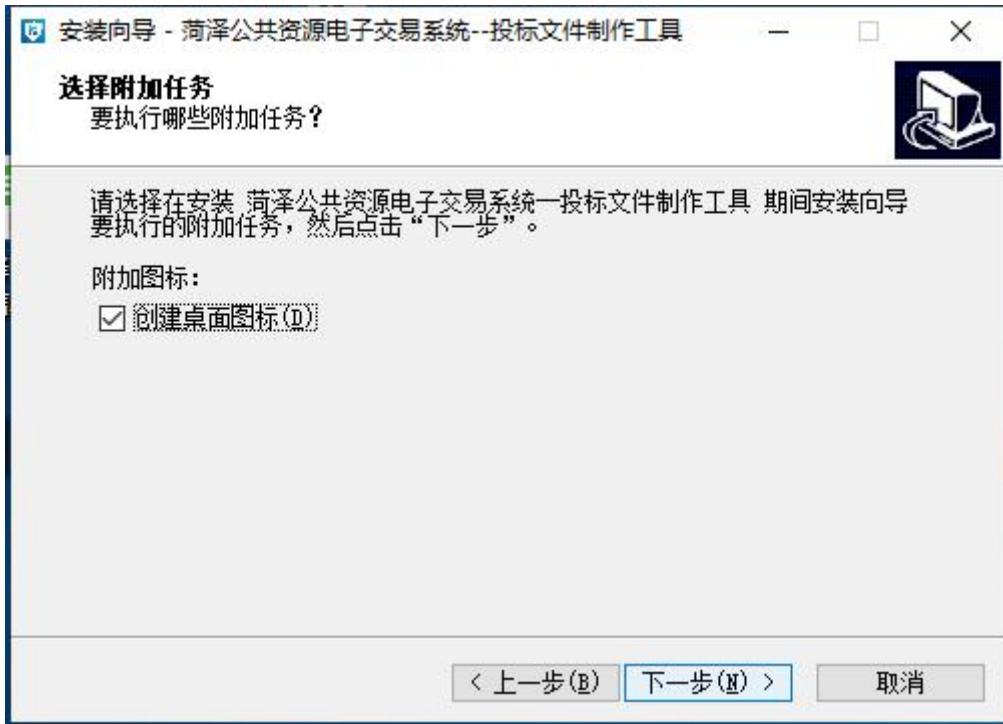 安装向导 - 菏泽公共资源电子交易系统--投标文件制作工具
选择附加任务
要执行哪些附加任务?
请选择在安装 菏泽公共资源电子交易系统--投标文件制作工具 期间安装向导
要执行的附加任务，然后点击“下一步”。
附加图标:
创建桌面图标(D)
< 上一步(B)
下一步(N) >
取消